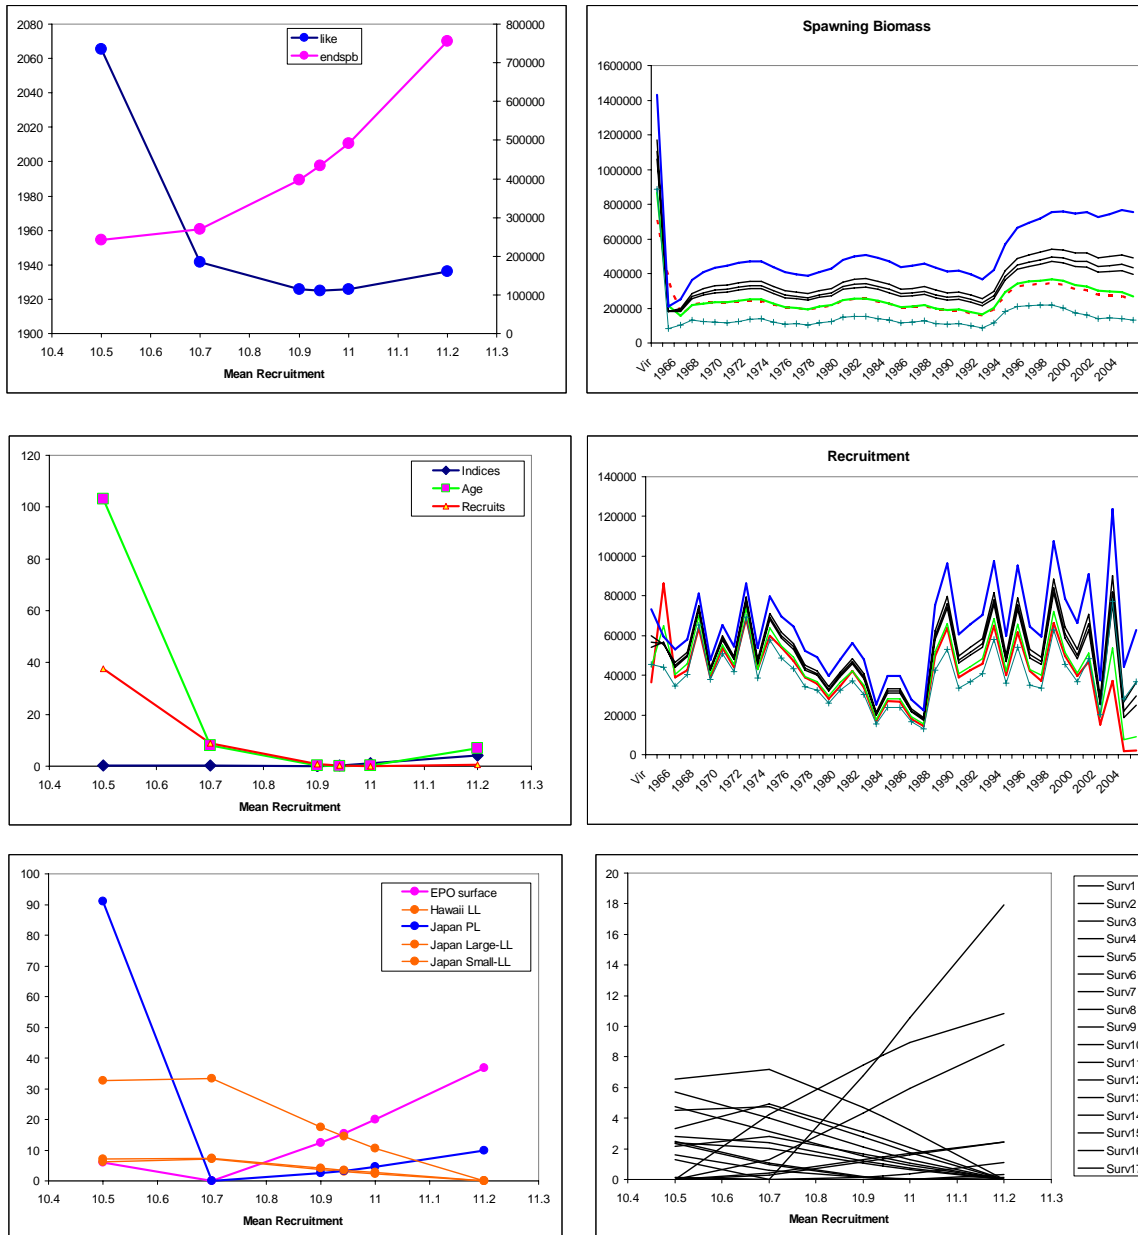 like
endspb
2080
2060
2040
2020
2000
1980
1960
1940
1920
1900
800000
700000
600000
500000
400000
300000
200000
100000
0
10.4 10.5 10.6 10.7 10.8 10.9 11 11.1 11.2 11.3
Mean Recruitment
Spawning Biomass
1600000
1400000
1200000
1000000
800000
600000
400000
200000
0
Vir 1966 1968 1970 1972 1974 1976 1978 1980 1982 1984 1986 1988 1990 1992 1994 1996 1998 2000 2002 2004
120
100
80
60
40
20
0
Indices
Age
Recruits
10.4 10.5 10.6 10.7 10.8 10.9 11 11.1 11.2 11.3
Mean Recruitment
Recruitment
140000
120000
100000
80000
60000
40000
20000
0
Vir 1966 1968 1970 1972 1974 1976 1978 1980 1982 1984 1986 1988 1990 1992 1994 1996 1998 2000 2002 2004
100
90
80
70
60
50
40
30
20
10
0
EPO surface
Hawaii LL
Japan PL
Japan Large-LL
Japan Small-LL
10.4 10.5 10.6 10.7 10.8 10.9 11 11.1 11.2 11.3
Mean Recruitment
20
18
16
14
12
10
8
6
4
2
0
10.4 10.5 10.6 10.7 10.8 10.9 11 11.1 11.2 11.3
Mean Recruitment
Surv1
Surv2
Surv3
Surv4
Surv5
Surv6
Surv7
Surv8
Surv9
Surv10
Surv11
Surv12
Surv13
Surv14
Surv15
Surv16
Surv17